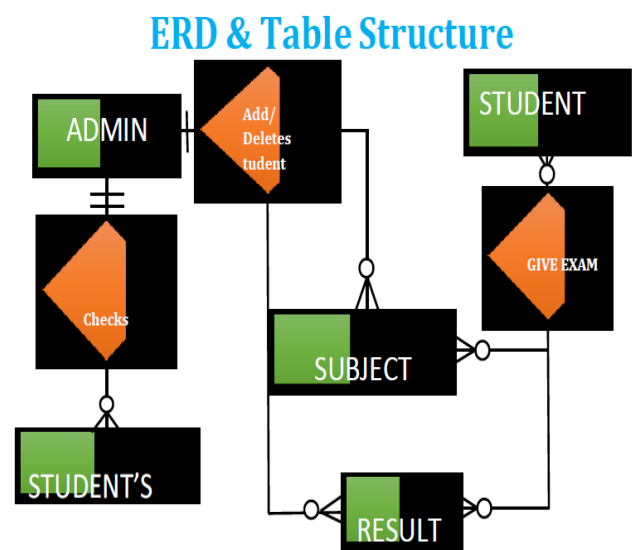 ERD & Table Structure
ADMIN
Add/
Deletes
tudent
STUDENT
Checks
GIVE EXAM
SUBJECT
STUDENT'S
RESULT